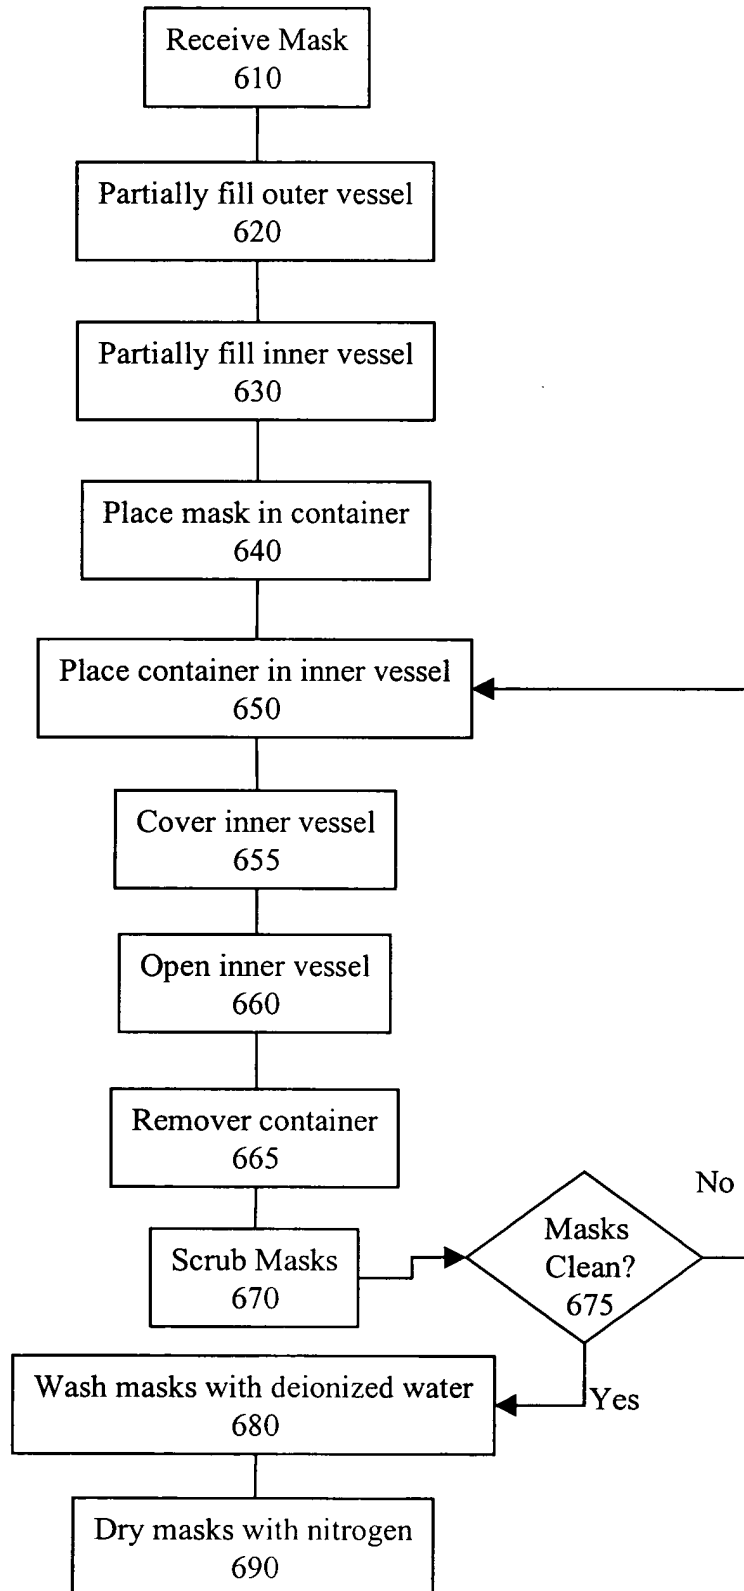 Receive Mask
610
Partially fill outer vessel
620
Partially fill inner vessel
630
Place mask in container
640
Place container in inner vessel
650
Cover inner vessel
655
Open inner vessel
660
Remover container
665
No
Masks
Clean?
675
Scrub Masks
670
Yes
Wash masks with deionized water
680
Dry masks with nitrogen
690